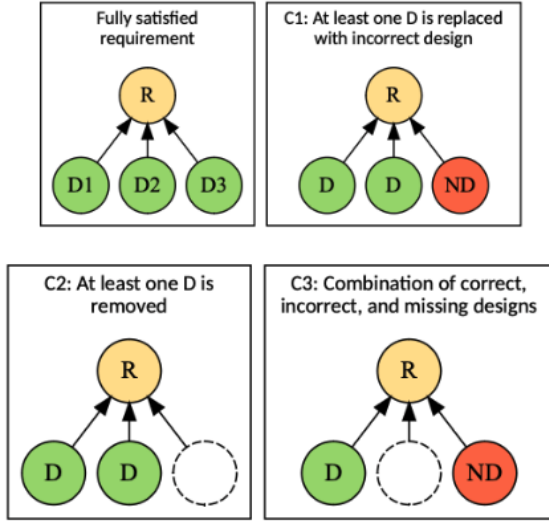 Fully satisfied
requirement
R
D1 D2 D3
C1: At least one D is replaced
with incorrect design
R
D D ND
C2: At least one D is
removed
R
D D
C3: Combination of correct,
incorrect, and missing designs
R
D ND